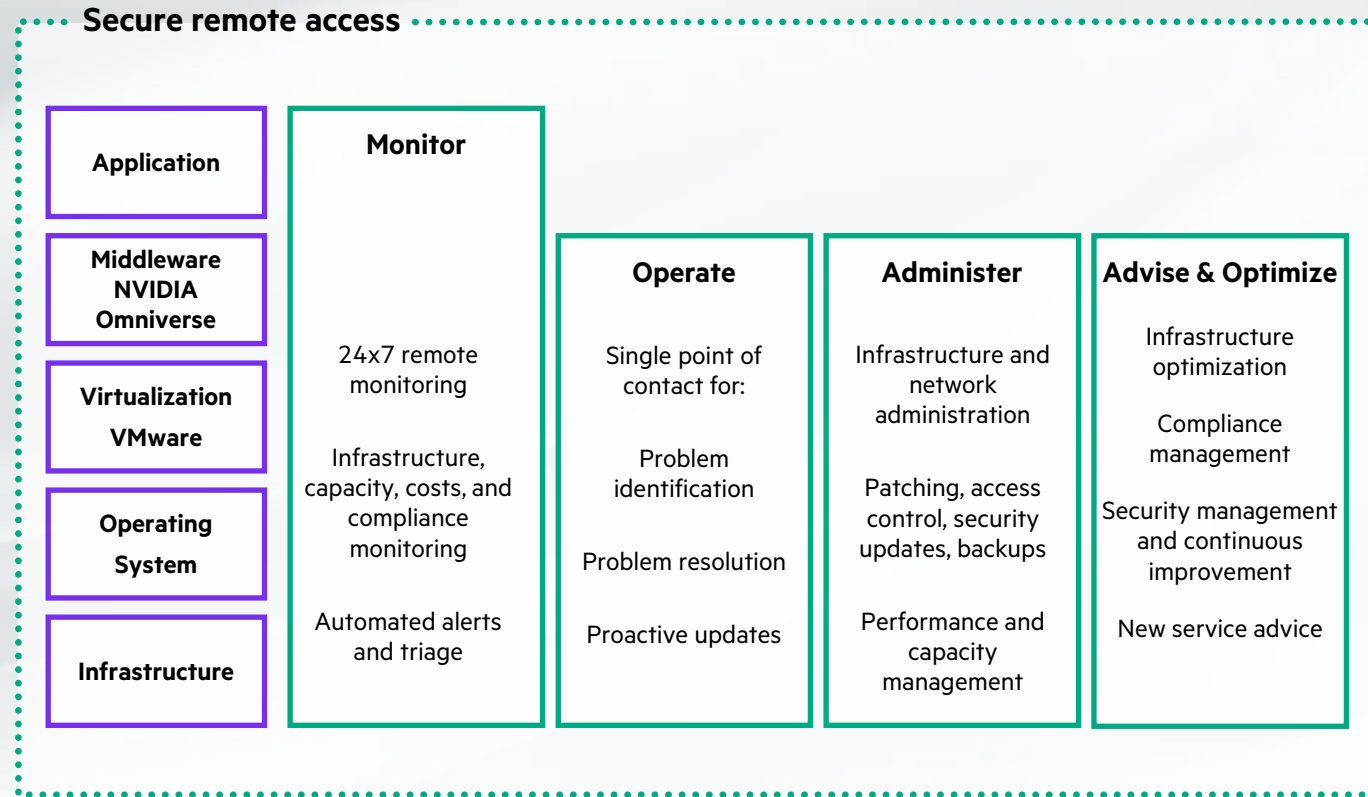 Secure remote access
Application
Middleware
NVIDIA
Omniverse
Virtualization
VMware
Operating
System
Infrastructure
Monitor
24x7 remote
monitoring
Infrastructure,
capacity, costs, and
compliance
monitoring
Automated alerts
and triage
Operate
Single point of
contact for:
Problem
identification
Problem resolution
Proactive updates
Administer
Infrastructure and
network
administration
Patching, access
control, security
updates, backups
Performance and
capacity
management
Advise & Optimize
Infrastructure
optimization
Compliance
management
Security management
and continuous
improvement
New service advice